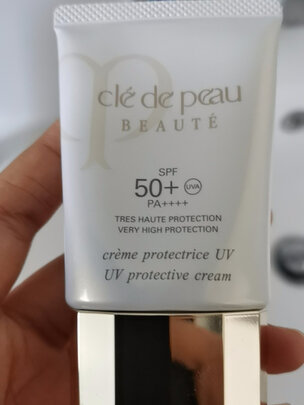 clé de peau
BEAUTÉ
SPF
50+ UVA
PA++++
TRES HAUTE PROTECTION
VERY HIGH PROTECTION
crème protectrice UV
UV protective cream